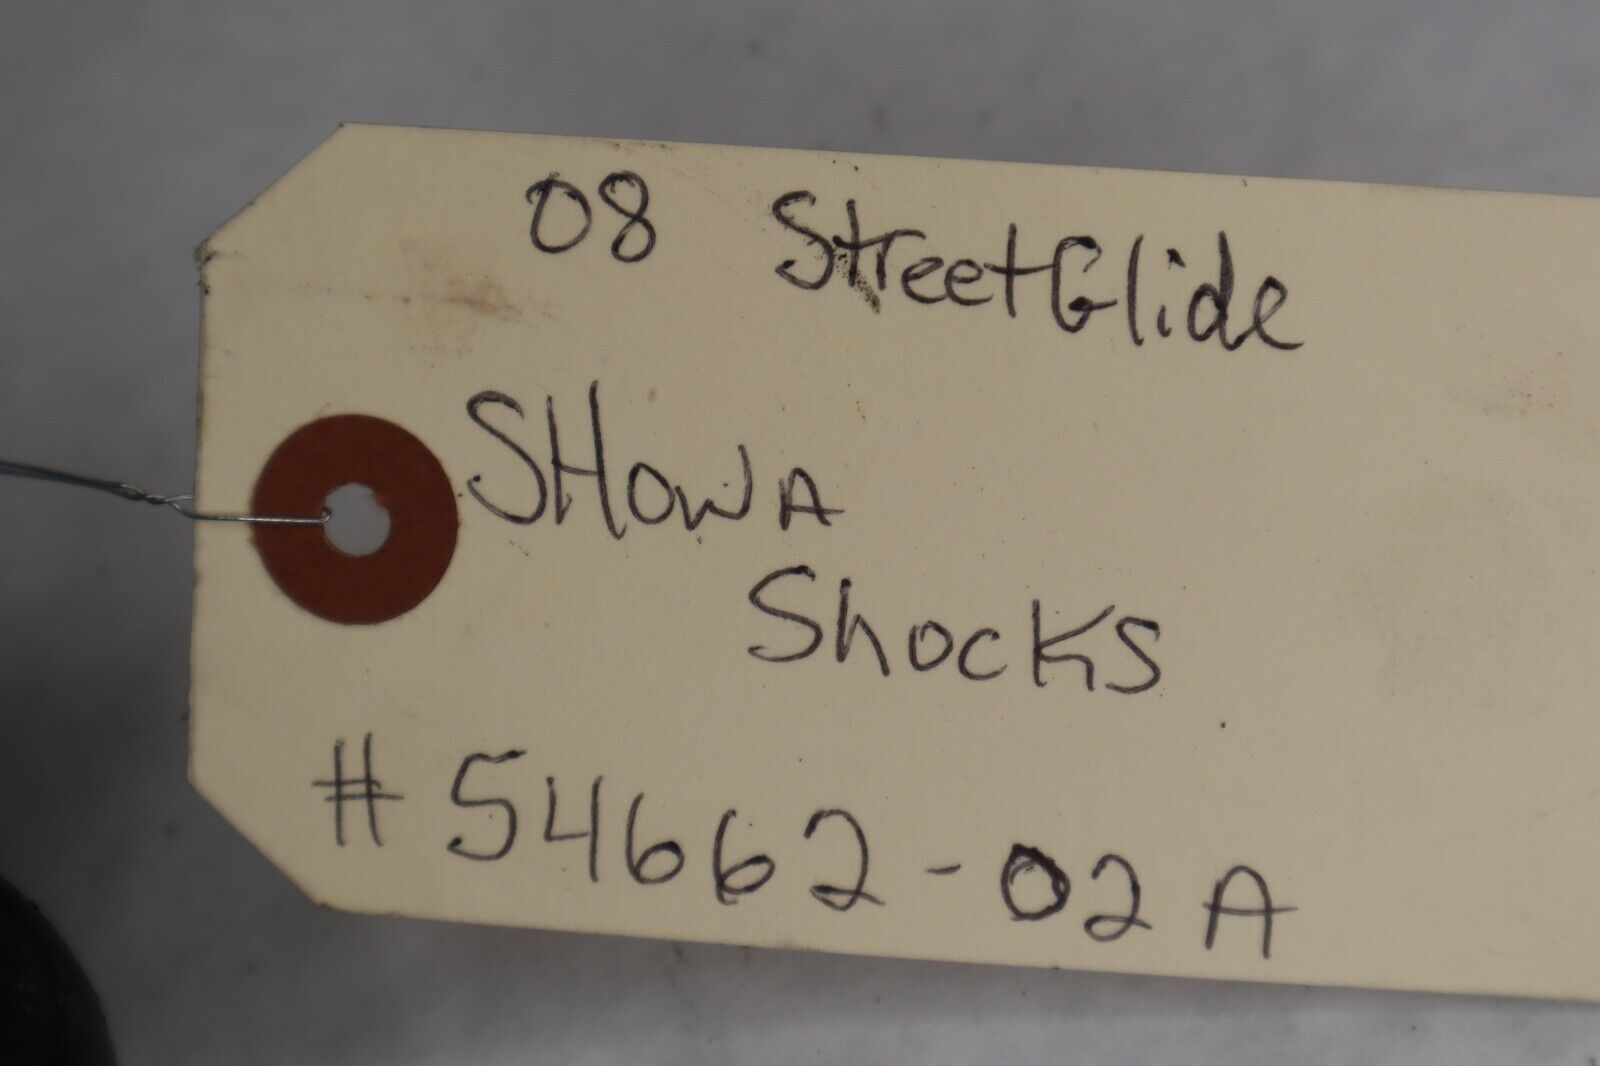 08 StreetGlide
SHOWA
Shocks
#54662-02A